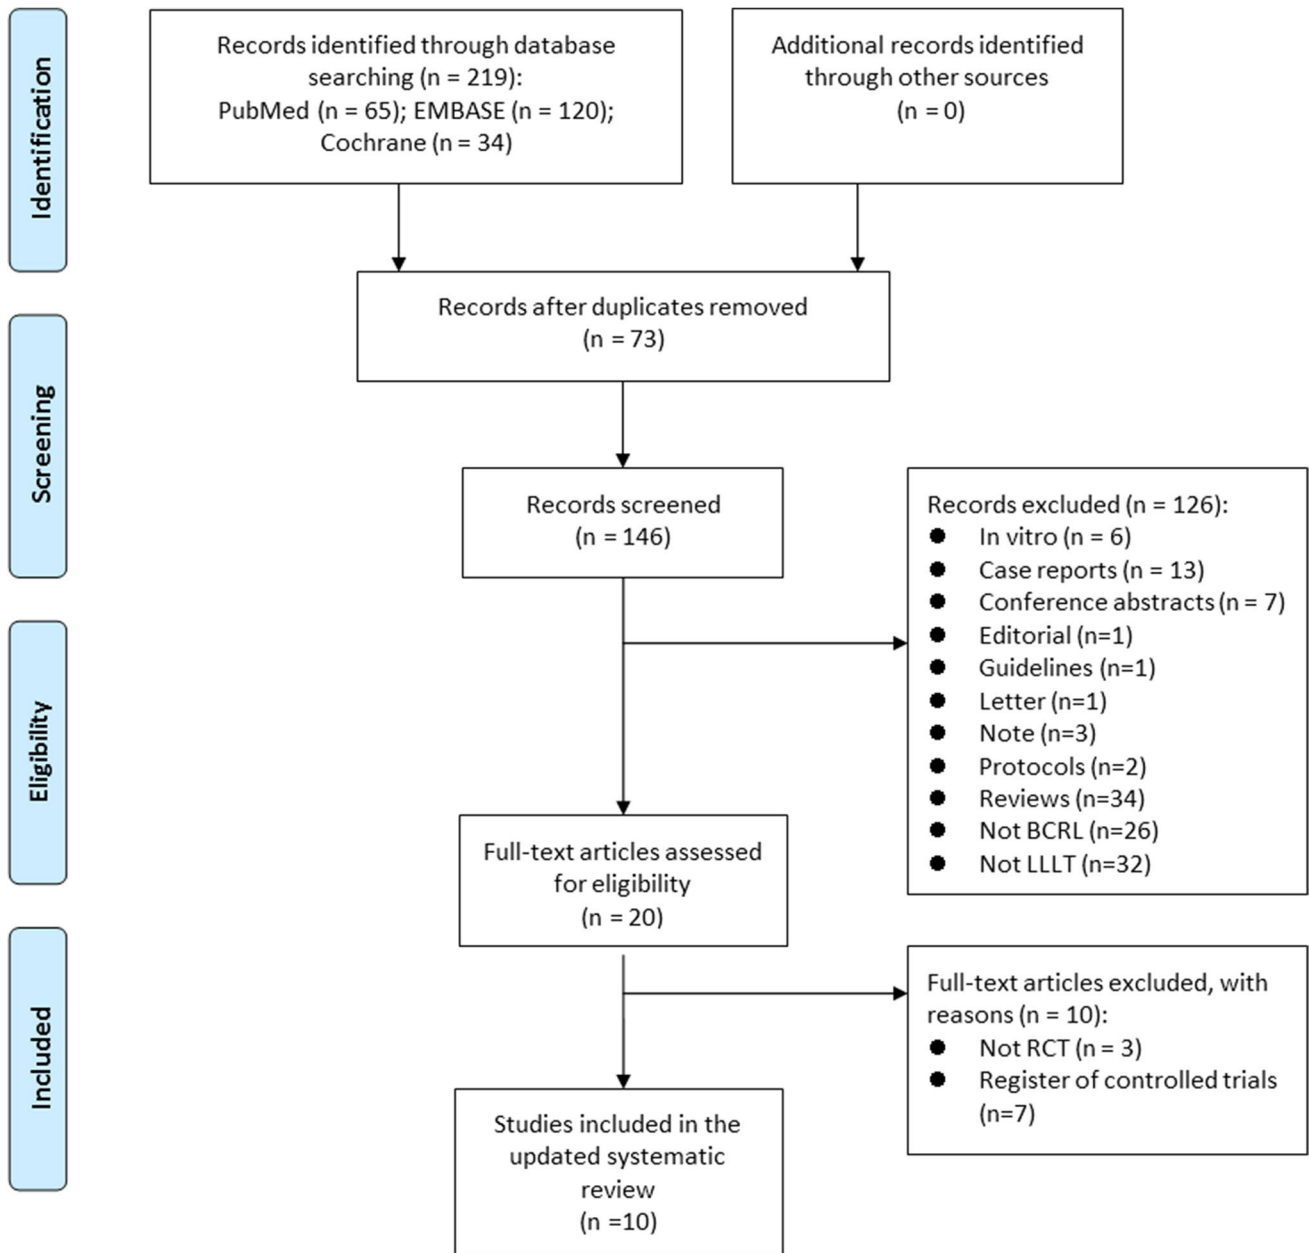 Identification
Records identified through database
searching (n = 219):
PubMed (n = 65); EMBASE (n = 120);
Cochrane (n = 34)
Additional records identified
through other sources
(n = 0)
Records after duplicates removed
(n = 73)
Screening
Records screened
(n = 146)
Records excluded (n = 126):
● In vitro (n = 6)
● Case reports (n = 13)
● Conference abstracts (n = 7)
● Editorial (n=1)
● Guidelines (n=1)
● Letter (n=1)
● Note (n=3)
● Protocols (n=2)
● Reviews (n=34)
● Not BCRL (n=26)
● Not LLLT (n=32)
Eligibility
Full-text articles assessed
for eligibility
(n = 20)
Full-text articles excluded, with
reasons (n = 10):
● Not RCT (n = 3)
● Register of controlled trials
(n=7)
Included
Studies included in the
updated systematic
review
(n =10)